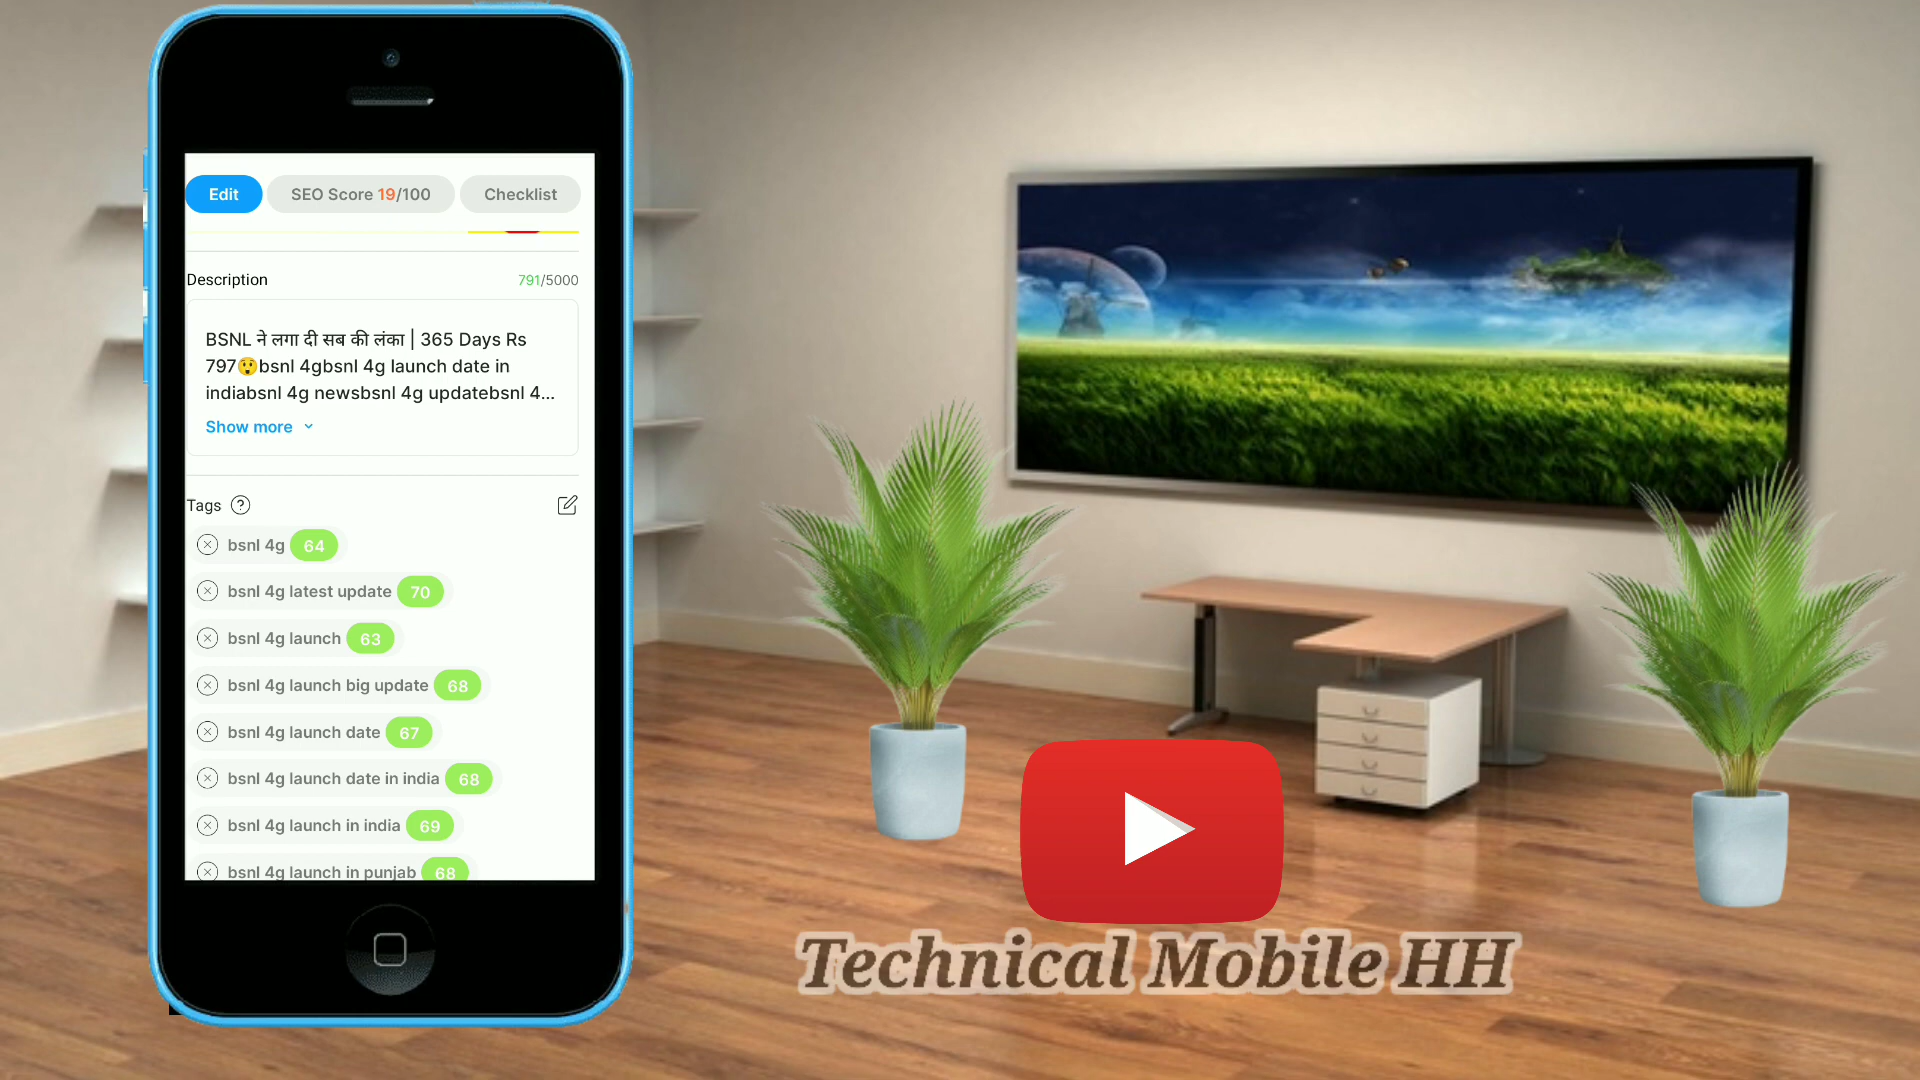 Edit
SEO Score 19/100
Checklist
Description
791/5000
BSNL ने लगा दी सब की लंका | 365 Days Rs
797😲bsnl 4gbsnl 4g launch date in
indiabsnl 4g newsbsnl 4g updatebsnl 4...
Show more
Tags ?
bsnl 4g 64
bsnl 4g latest update 70
bsnl 4g launch 63
bsnl 4g launch big update 68
bsnl 4g launch date 67
bsnl 4g launch date in india 68
bsnl 4g launch in india 69
bsnl 4g launch in punjab 68
Technical Mobile HH